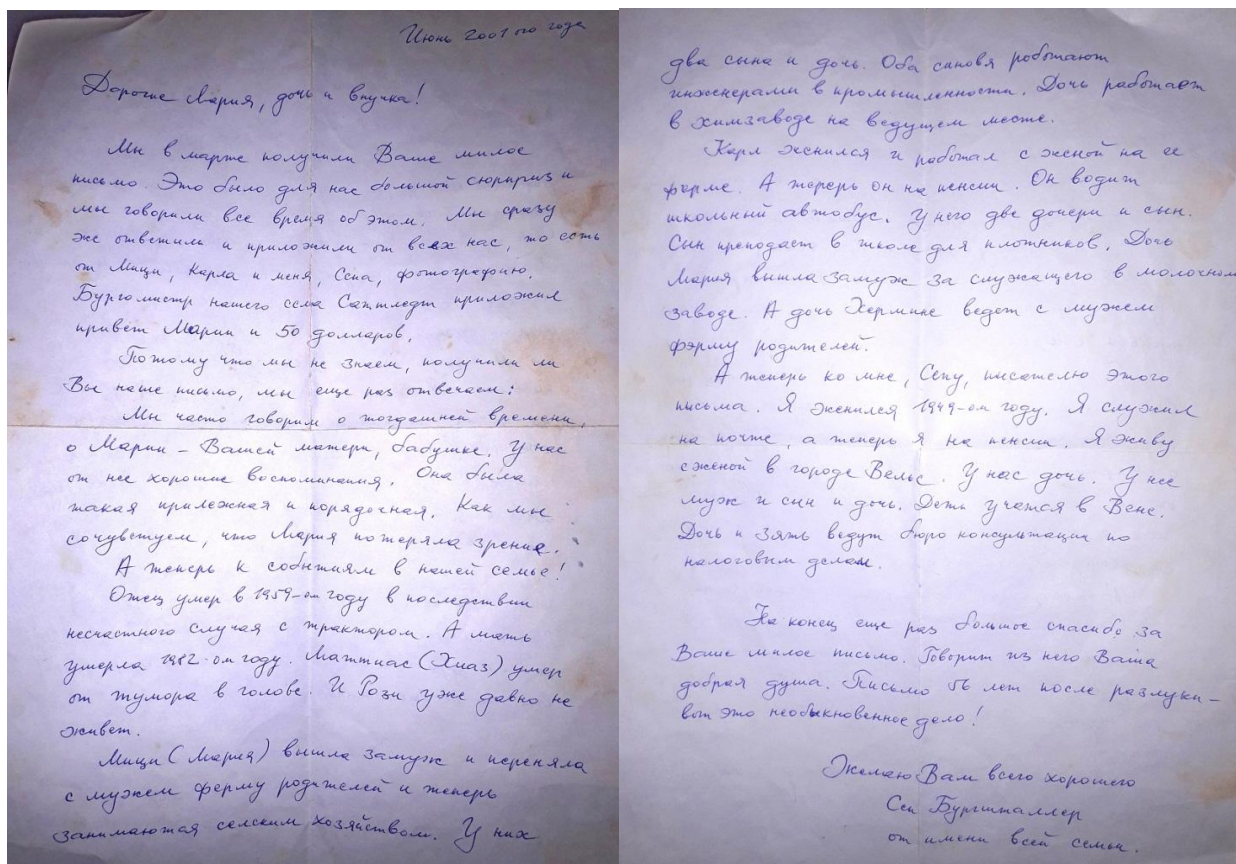 Июнь 2001 ого года
Дорогие Мария, дочь и внучка!
Мы в марте получили Ваше милое
письмо. Это было для нас большой сюрприз и
мы говорили все время об этом. Мы сразу
же ответили и приложили от всех нас, то есть
от Мици, Карла и меня, Сепа, фотографию.
Бургомистр нашего села Саттледт приложил
привет Марии и 50 долларов.
Потому что мы не знаем, получили ли
Вы наше письмо, мы еще раз отвечаем:
Мы часто говорим о тогдашней времени,
о Марии - Вашей матери, бабушке. У нас
от нее хорошие воспоминания. Она была
такая прилежная и порядочная. Как мы
сочувствуем, что Мария потеряла зрение.
А теперь к событиям в нашей семье!
Отец умер в 1959-ом году в последствии
несчастного случая с трактором. А мать
умерла 1982-ом году. Маттиас (Хиаз) умер
от тумора в голове. И Рози уже давно не
живет.
Мици (Мария) вышла замуж и переняла
с мужем ферму родителей и теперь
занимаются селским хозяйством. У них
два сына и дочь. Оба синовя работают
инженерами в промышленности. Дочь работает
в химзаводе на ведущем месте.
Карл женился и работал с женой на ее
ферме. А теперь он на пенсии. Он водит
школьный автобус. У него две дочери и сын.
Сын преподает в школе для плотников. Дочь
Мария вышла замуж за служащего в молочном
заводе. А дочь Хермине ведет с мужем
ферму родителей.
А теперь ко мне, Сепу, писателю этого
письма. Я женился 1949-ом году. Я служил
на почте, а теперь я на пенсии. Я живу
с женой в городе Вельс. У нас дочь. У нее
муж и син и дочь. Дети учатся в Вене.
Дочь и зять ведут бюро консультации по
налоговым делам.
На конец еще раз большое спасибо за
Ваше милое письмо. Говорит из него Ваша
добрая душа. Письмо 56 лет после разлуки -
вот это необыкновенное дело!
Желаю Вам всего хорошего
Сеп Бургшталлер
от имени всей семьи.